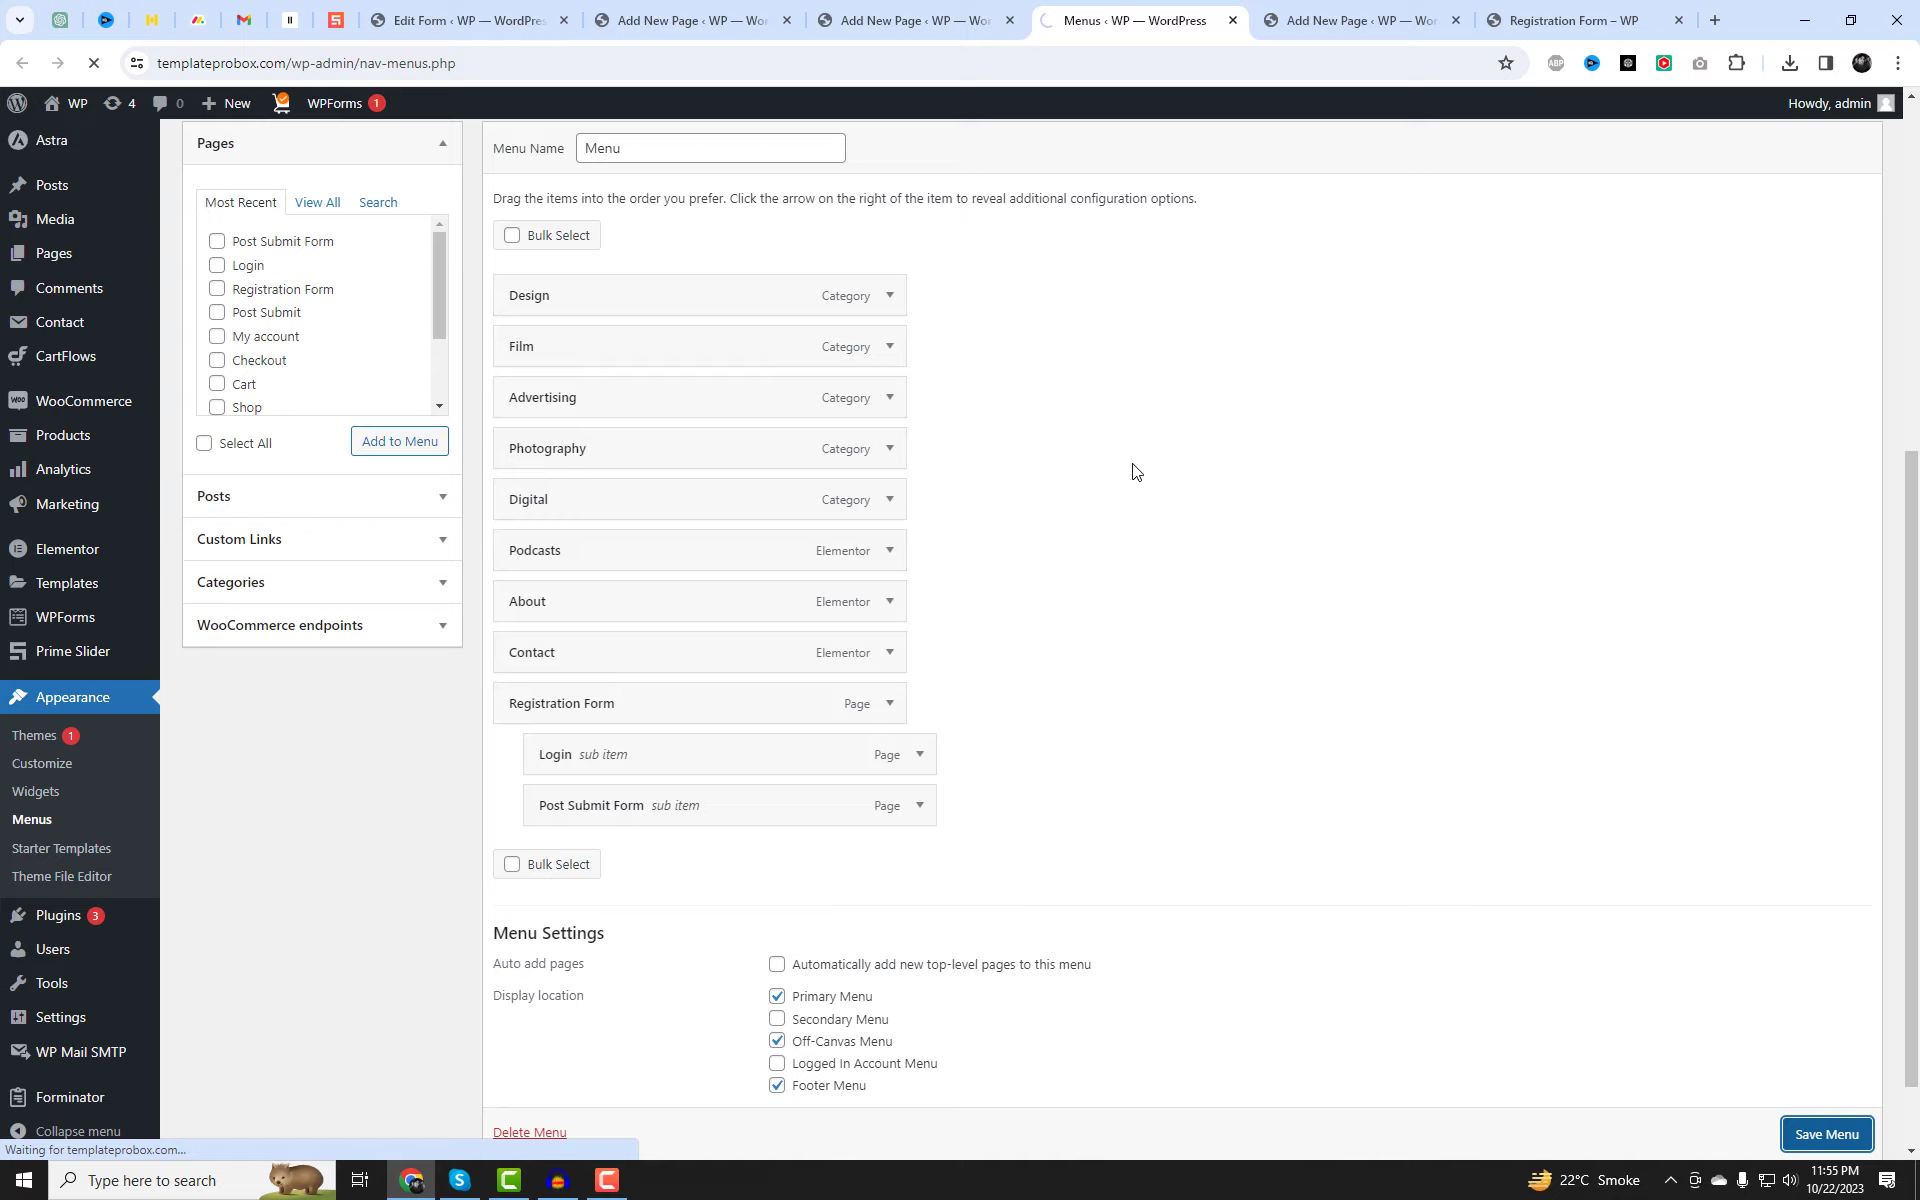 Edit Form ‹ WP — WordPres
Add New Page ‹ WP — Wor
Add New Page ‹ WP — Wor
Menus ‹ WP — WordPress
Add New Page ‹ WP — Wor
Registration Form – WP
templateprobox.com/wp-admin/nav-menus.php
WP
4
0
New
WPForms 1
Howdy, admin
Astra
Posts
Media
Pages
Comments
Contact
CartFlows
WooCommerce
Products
Analytics
Marketing
Elementor
Templates
WPForms
Prime Slider
Appearance
Themes 1
Customize
Widgets
Menus
Starter Templates
Theme File Editor
Plugins 3
Users
Tools
Settings
WP Mail SMTP
Forminator
Collapse menu
Pages
Most Recent
View All
Search
Post Submit Form
Login
Registration Form
Post Submit
My account
Checkout
Cart
Shop
Select All
Add to Menu
Posts
Custom Links
Categories
WooCommerce endpoints
Menu Name
Menu
Drag the items into the order you prefer. Click the arrow on the right of the item to reveal additional configuration options.
Bulk Select
Design Category
Film Category
Advertising Category
Photography Category
Digital Category
Podcasts Elementor
About Elementor
Contact Elementor
Registration Form Page
Login sub item Page
Post Submit Form sub item Page
Bulk Select
Menu Settings
Auto add pages
Automatically add new top-level pages to this menu
Display location
Primary Menu
Secondary Menu
Off-Canvas Menu
Logged In Account Menu
Footer Menu
Delete Menu
Save Menu
Waiting for templateprobox.com...
Type here to search
22°C Smoke
11:55 PM
10/22/2023